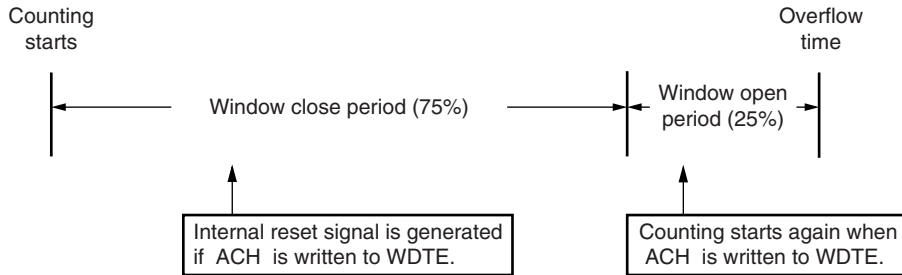 Counting
starts
Overflow
time
Window close period (75%)
Window open
period (25%)
Internal reset signal is generated
if ACH is written to WDTE.
Counting starts again when
ACH is written to WDTE.